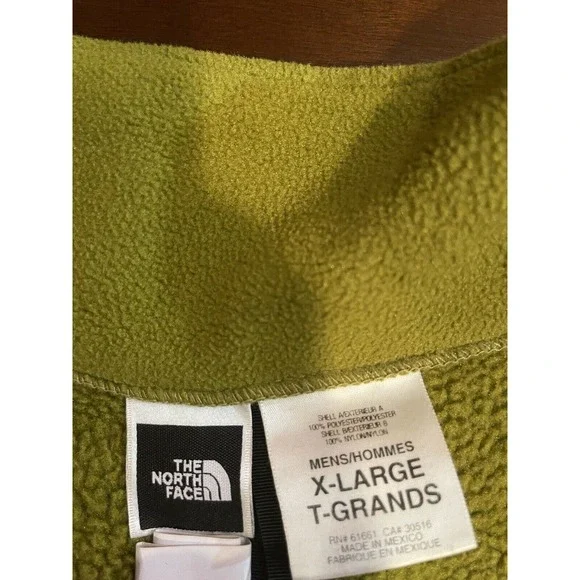 THE
NORTH
FACE
SHELL A/EXTERIEUR A
100% POLYESTER/POLYESTER
SHELL B/EXTERIEUR B
100% NYLON/NYLON
MENS/HOMMES
X-LARGE
T-GRANDS
RN# 61661 CA# 30516
MADE IN MEXICO
FABRIQUE EN MEXIQUE